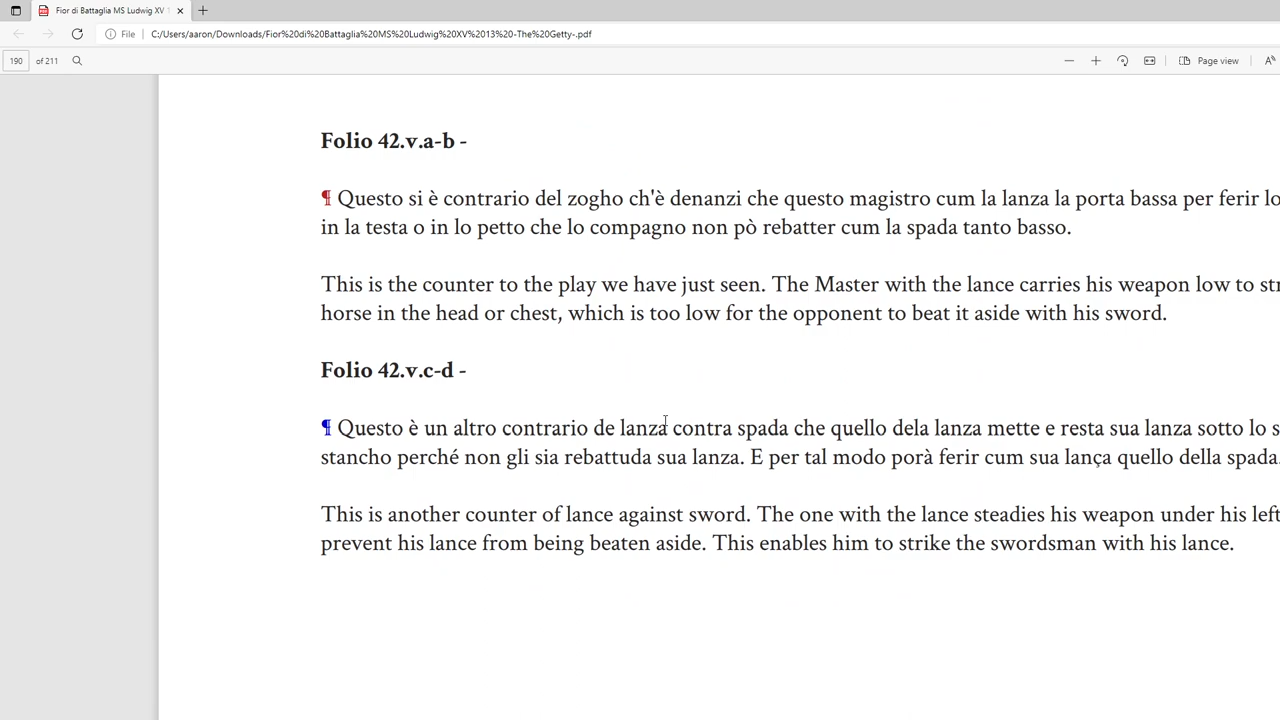 Fior di Battaglia MS Ludwig XV 1
File C:/Users/aaron/Downloads/Fior%20di%20Battaglia%20MS%20Ludwig%20XV%2013%20-The%20Getty-.pdf
190 of 211 Page view
Folio 42.v.a-b -
¶ Questo si è contrario del zogho ch'è denanzi che questo magistro cum la lanza la porta bassa per ferir lo
in la testa o in lo petto che lo compagno non pò rebatter cum la spada tanto basso.
This is the counter to the play we have just seen. The Master with the lance carries his weapon low to str
horse in the head or chest, which is too low for the opponent to beat it aside with his sword.
Folio 42.v.c-d -
¶ Questo è un altro contrario de lanza contra spada che quello dela lanza mette e resta sua lanza sotto lo s
stancho perché non gli sia rebattuda sua lanza. E per tal modo porà ferir cum sua lança quello della spada.
This is another counter of lance against sword. The one with the lance steadies his weapon under his left
prevent his lance from being beaten aside. This enables him to strike the swordsman with his lance.